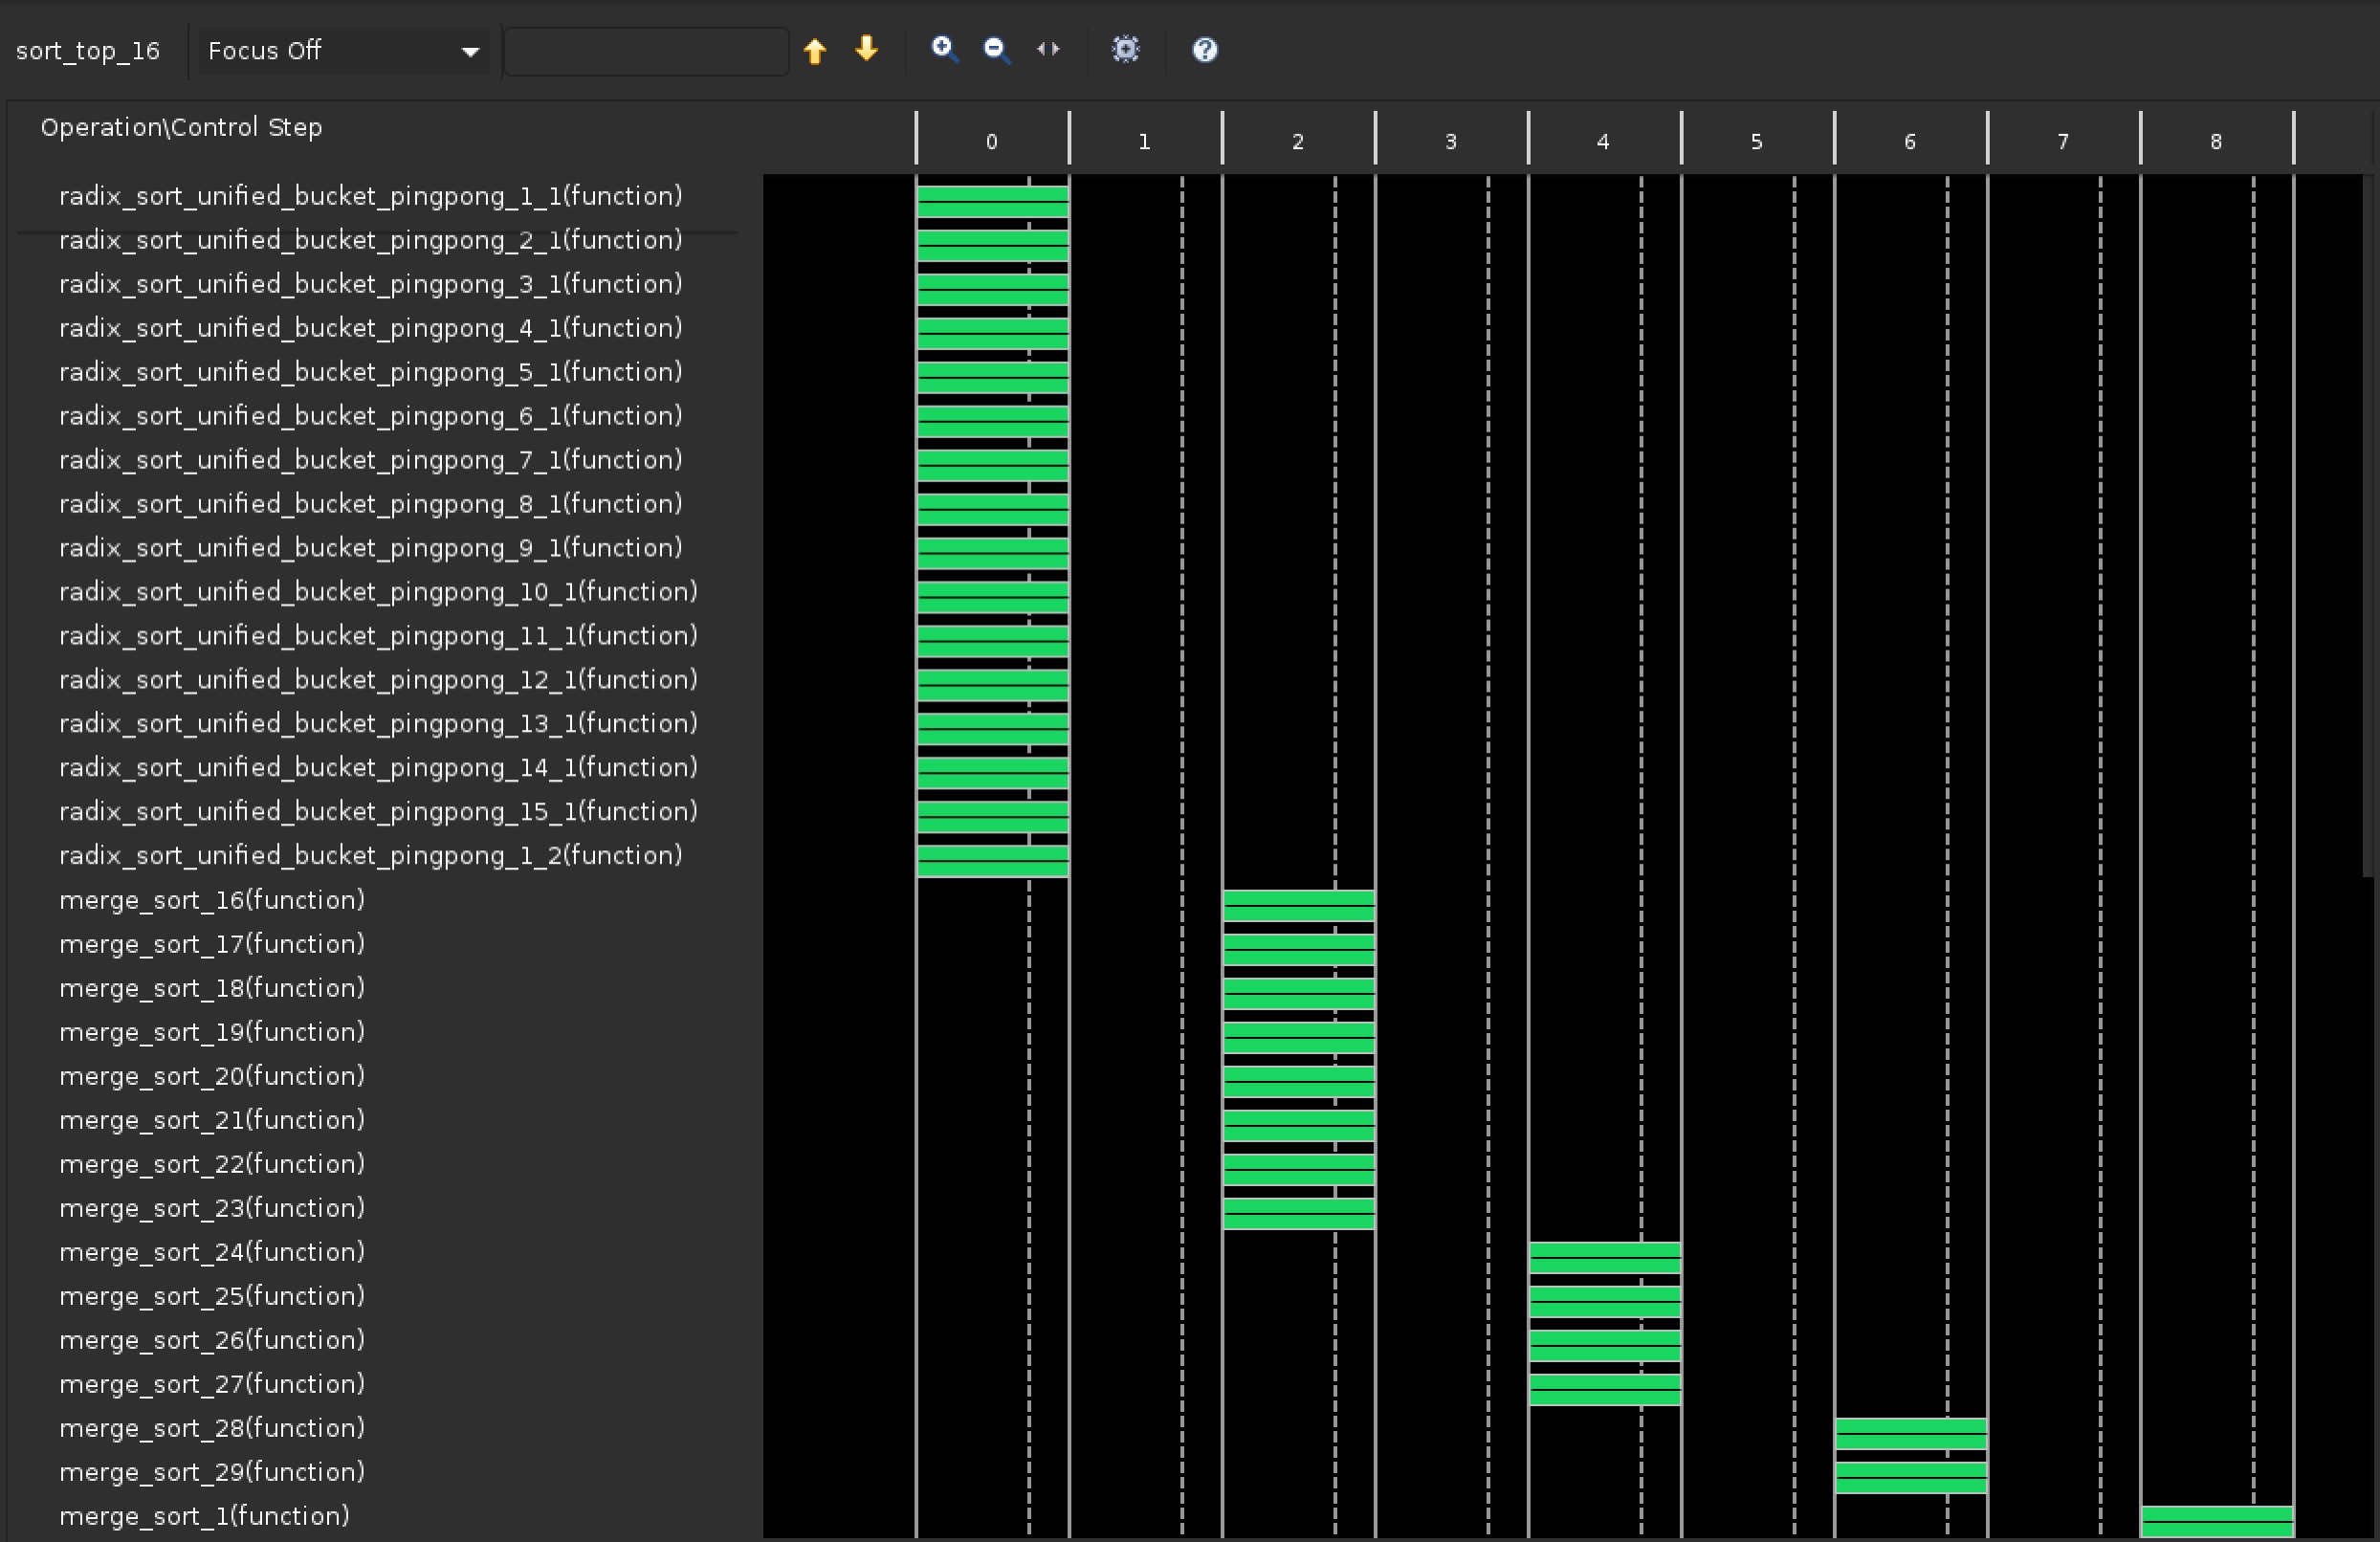 sort_top_16 Focus Off
Operation\Control Step 0 1 2 3 4 5 6 7 8
radix_sort_unified_bucket_pingpong_1_1(function)
radix_sort_unified_bucket_pingpong_2_1(function)
radix_sort_unified_bucket_pingpong_3_1(function)
radix_sort_unified_bucket_pingpong_4_1(function)
radix_sort_unified_bucket_pingpong_5_1(function)
radix_sort_unified_bucket_pingpong_6_1(function)
radix_sort_unified_bucket_pingpong_7_1(function)
radix_sort_unified_bucket_pingpong_8_1(function)
radix_sort_unified_bucket_pingpong_9_1(function)
radix_sort_unified_bucket_pingpong_10_1(function)
radix_sort_unified_bucket_pingpong_11_1(function)
radix_sort_unified_bucket_pingpong_12_1(function)
radix_sort_unified_bucket_pingpong_13_1(function)
radix_sort_unified_bucket_pingpong_14_1(function)
radix_sort_unified_bucket_pingpong_15_1(function)
radix_sort_unified_bucket_pingpong_1_2(function)
merge_sort_16(function)
merge_sort_17(function)
merge_sort_18(function)
merge_sort_19(function)
merge_sort_20(function)
merge_sort_21(function)
merge_sort_22(function)
merge_sort_23(function)
merge_sort_24(function)
merge_sort_25(function)
merge_sort_26(function)
merge_sort_27(function)
merge_sort_28(function)
merge_sort_29(function)
merge_sort_1(function)